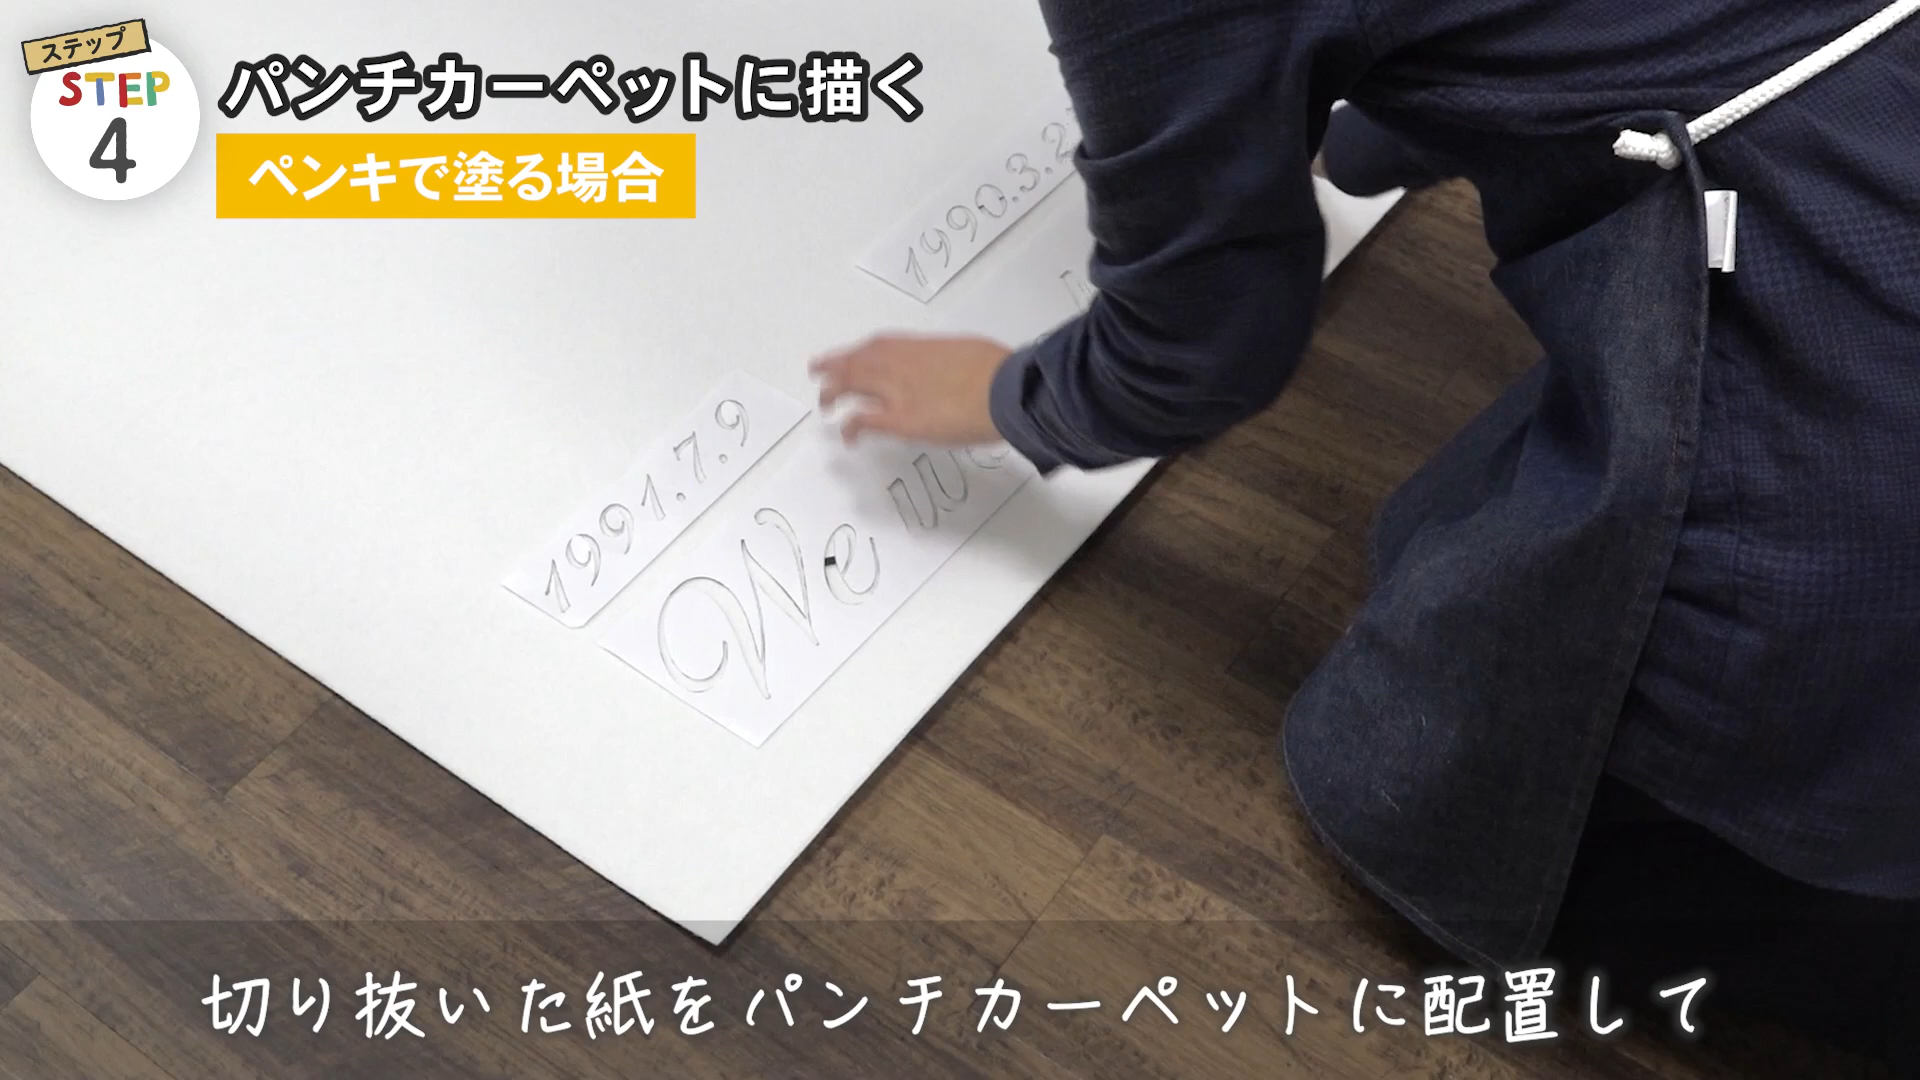 ステップ
STEP
4
パンチカーペットに描く
ペンキで塗る場合
1990.3.2
1991.7.9
We we
切り抜いた紙をパンチカーペットに配置して